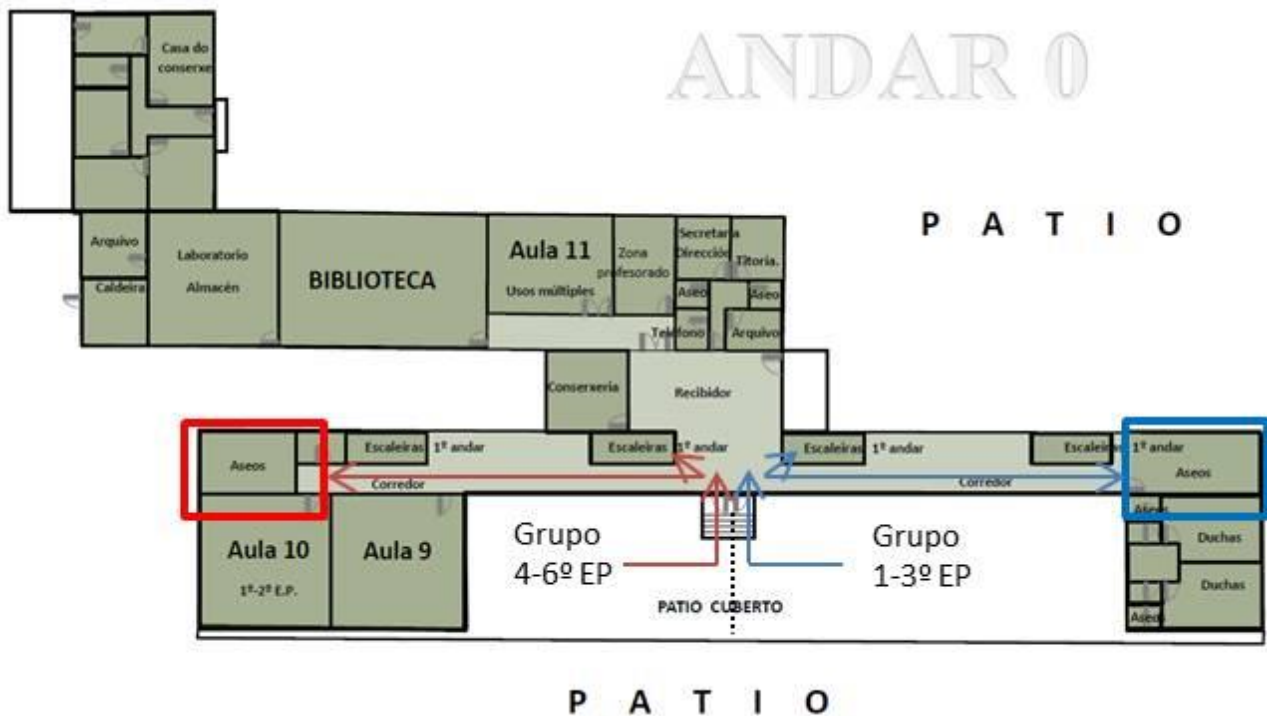 ANDAR 0
Casa do
conserxe
P A T I O
Arquivo
Caldeira
Laboratorio
Almacén
BIBLIOTECA
Aula 11
Usos múltiples
Zona
profesorado
Secretaria
Dirección
Titoría.
Aseo
Aseo
Teléfono
Arquivo
Conserxeria
Recibidor
Aseos
Escaleiras 1º andar
Escaleiras 1º andar
Escaleiras 1º andar
Escaleiras 1º andar
Aseos
Corredor
Corredor
Aula 10
1º-2º E.P.
Aula 9
Grupo
4-6º EP
Grupo
1-3º EP
PATIO CUBERTO
Aseos
Duchas
Duchas
Aseos
P A T I O